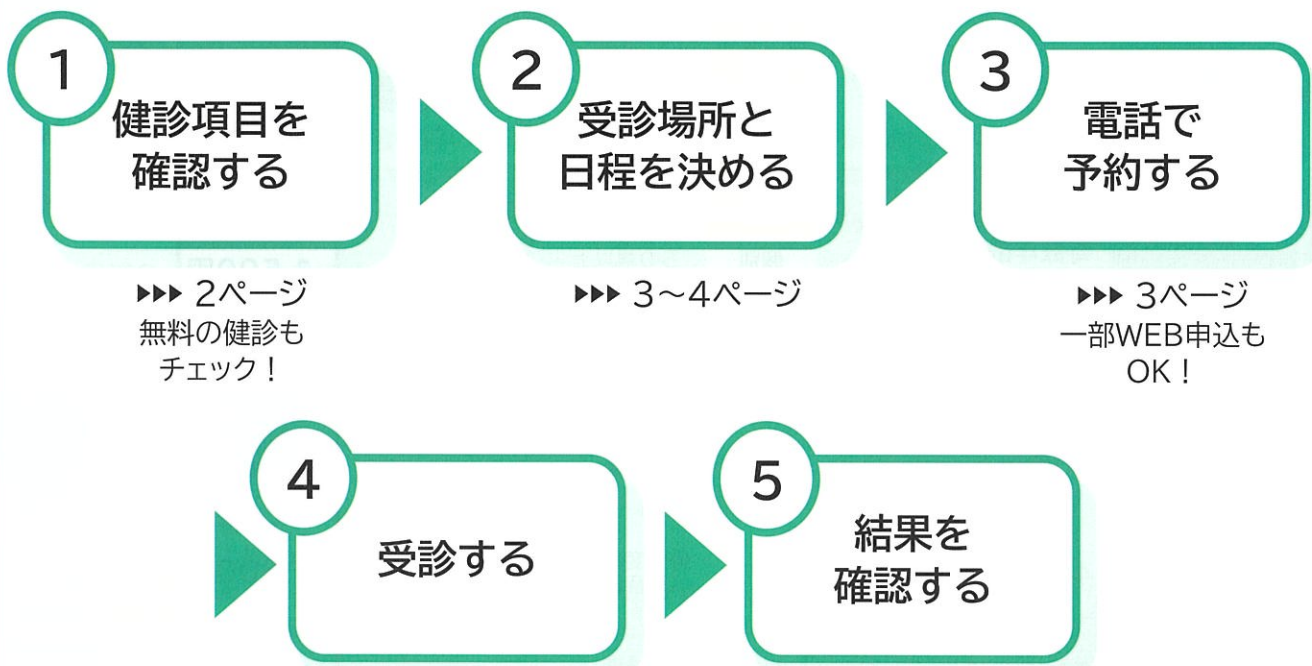 1
健診項目を
確認する
▶▶▶ 2ページ
無料の健診も
チェック！
2
受診場所と
日程を決める
▶▶▶ 3～4ページ
3
電話で
予約する
▶▶▶ 3ページ
一部WEB申込も
OK！
4
受診する
5
結果を
確認する